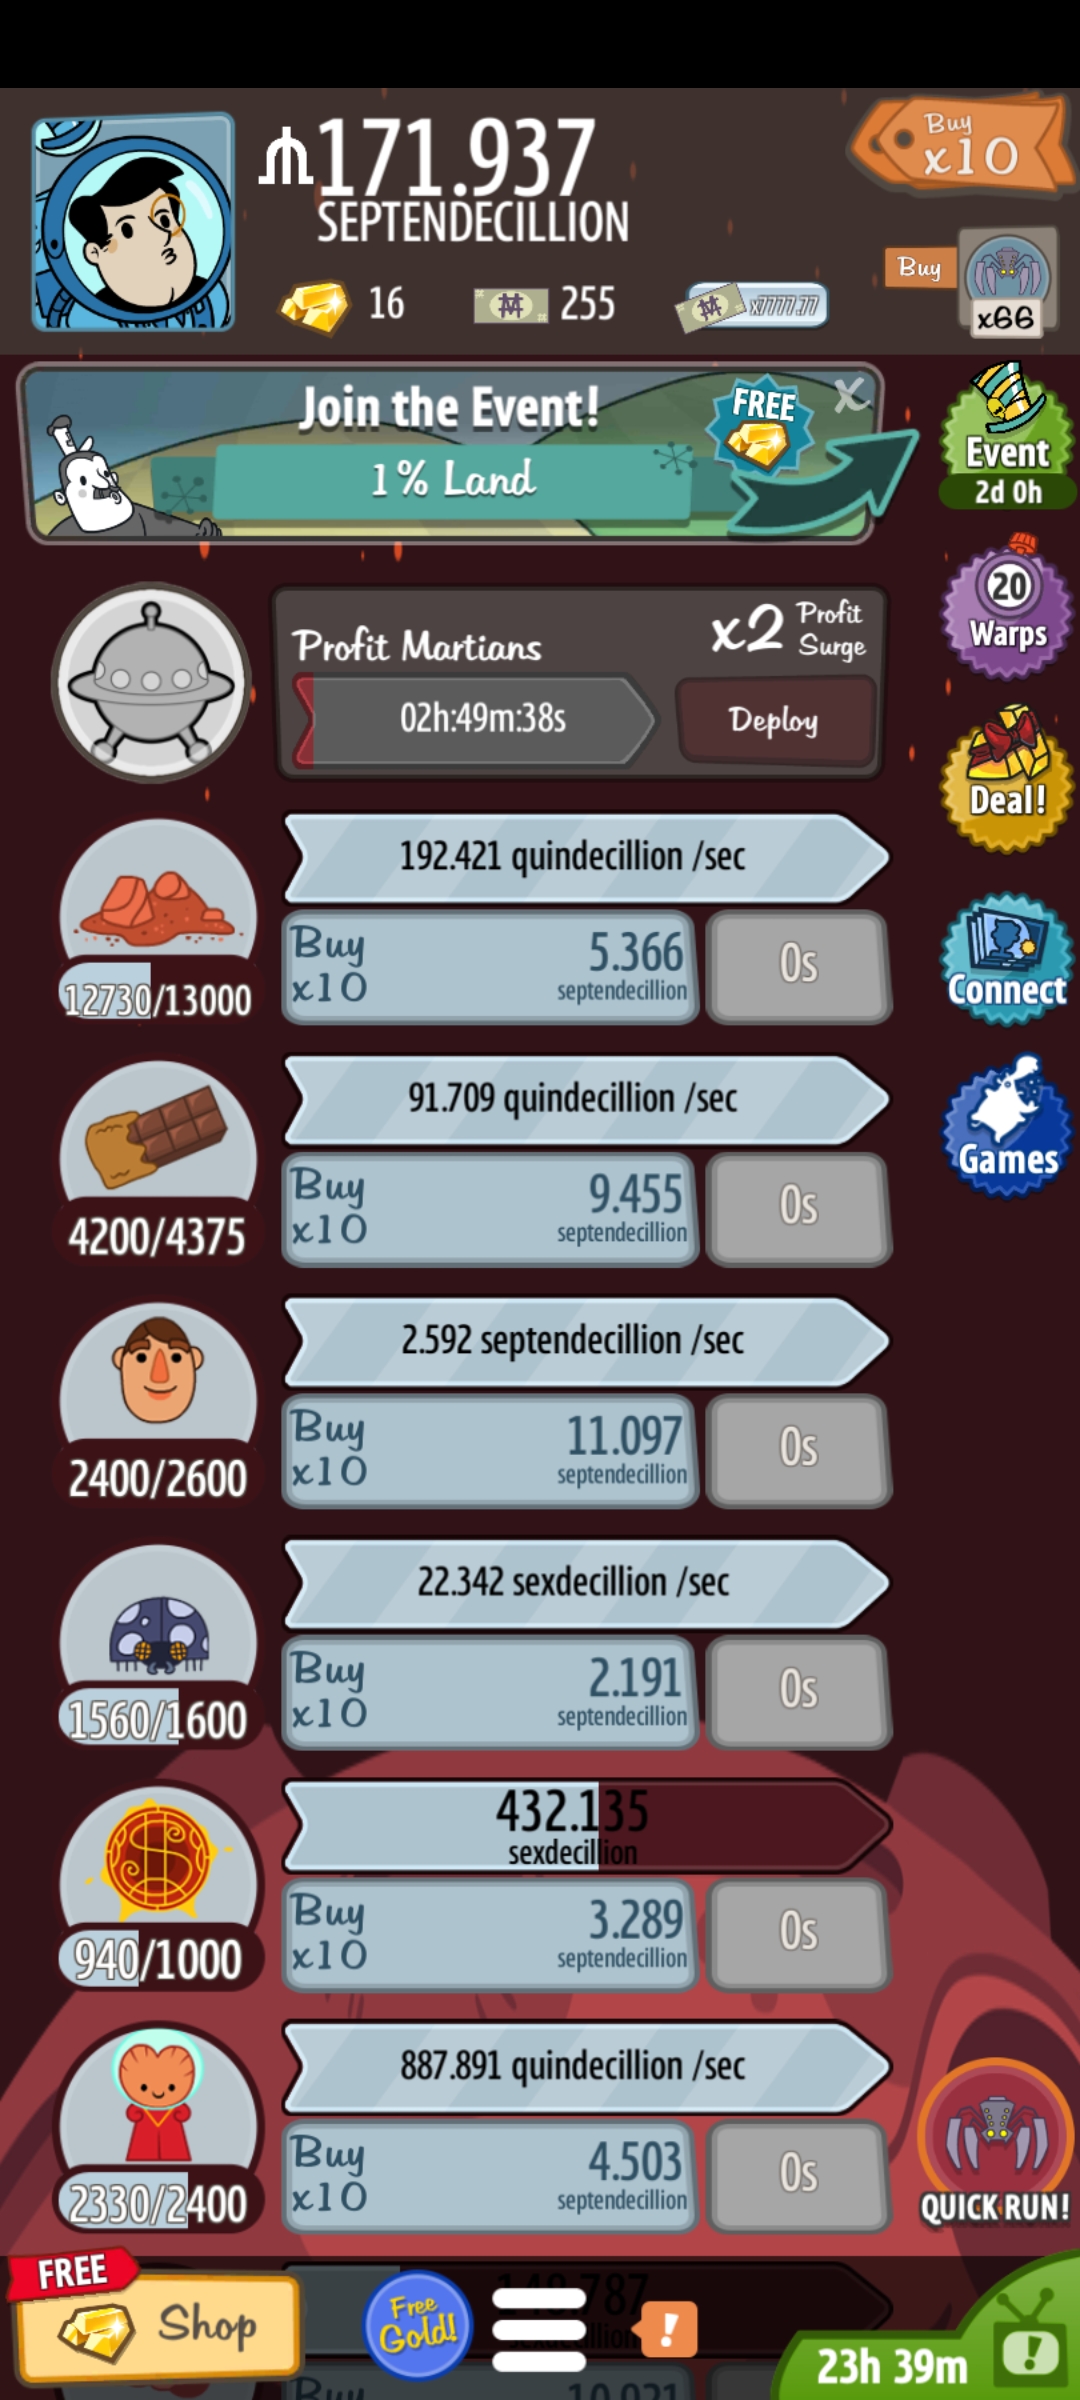 171.937
SEPTENDECILLION
Buy
x10
16
255
x7777.77
Buy
x66
Join the Event!
FREE
X
1% Land
Event
2d 0h
20
Warps
Profit Martians
x2 Profit Surge
02h:49m:38s
Deploy
Deal!
192.421 quindecillion /sec
Buy x10
5.366
septendecillion
0s
12730/13000
Connect
91.709 quindecillion /sec
Buy x10
9.455
septendecillion
0s
4200/4375
Games
2.592 septendecillion /sec
Buy x10
11.097
septendecillion
0s
2400/2600
22.342 sexdecillion /sec
Buy x10
2.191
septendecillion
0s
1560/1600
432.135
sexdecillion
Buy x10
3.289
septendecillion
0s
940/1000
887.891 quindecillion /sec
Buy x10
4.503
septendecillion
0s
2330/2400
QUICK RUN!
FREE
Shop
Free
Gold!
!
23h 39m
!
Buy
10.921